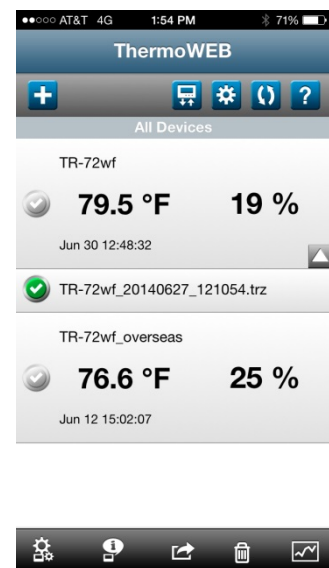 AT&T 4G 1:54 PM 71%
ThermoWEB
+ ?
All Devices
TR-72wf
79.5 °F 19 %
Jun 30 12:48:32
TR-72wf_20140627_121054.trz
TR-72wf_overseas
76.6 °F 25 %
Jun 12 15:02:07